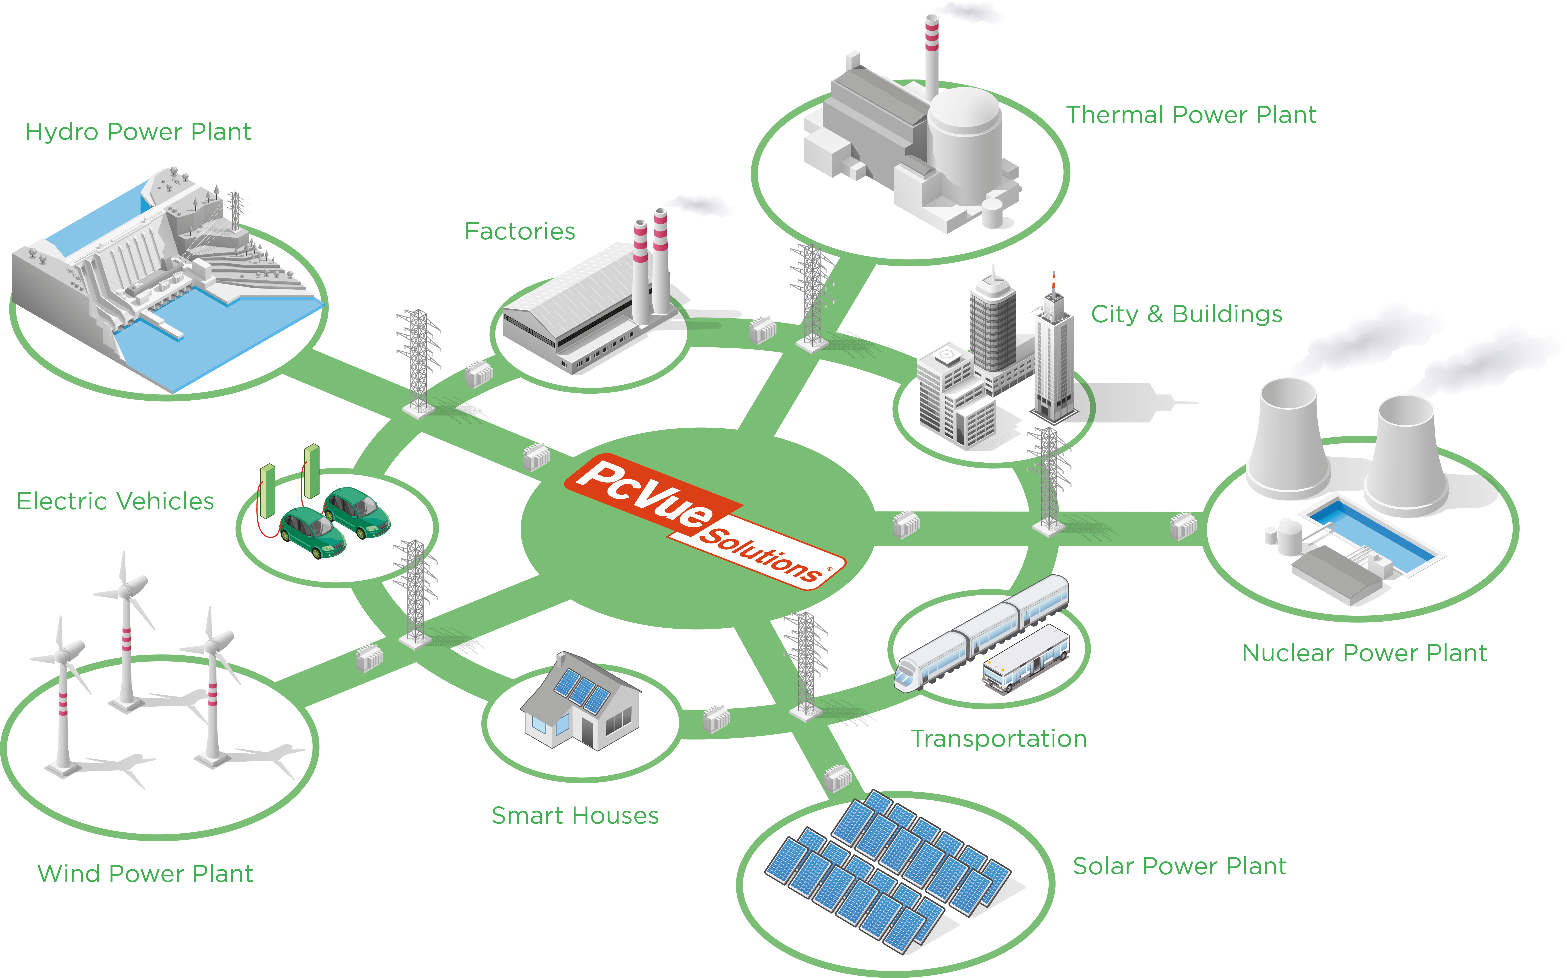 Thermal Power Plant
Hydro Power Plant
Factories
City & Buildings
Electric Vehicles
PcVue
Solutions
®
Nuclear Power Plant
Transportation
Smart Houses
Solar Power Plant
Wind Power Plant